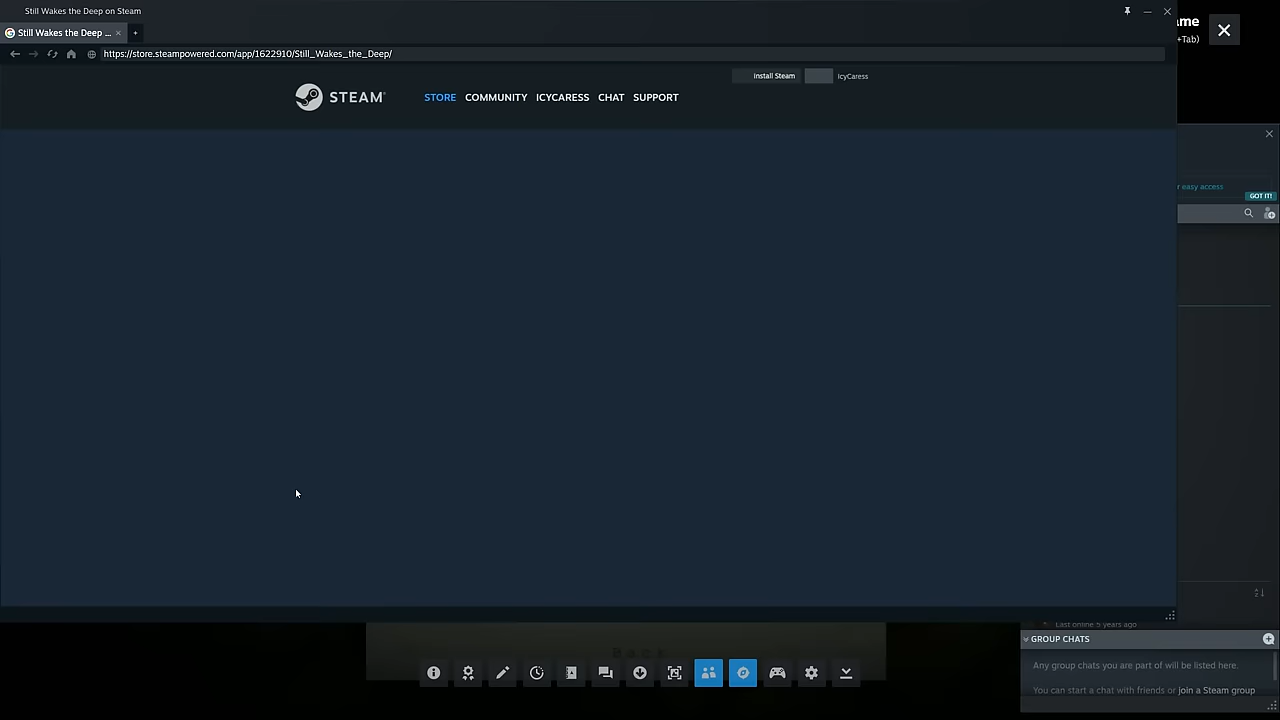 Still Wakes the Deep on Steam
Still Wakes the Deep ...
https://store.steampowered.com/app/1622910/Still_Wakes_the_Deep/
Install Steam
IcyCaress
STEAM®
STORE
COMMUNITY
ICYCARESS
CHAT
SUPPORT
ame
+Tab)
r easy access
GOT IT!
Last online 5 years ago
GROUP CHATS
Any group chats you are part of will be listed here.
You can start a chat with friends or join a Steam group